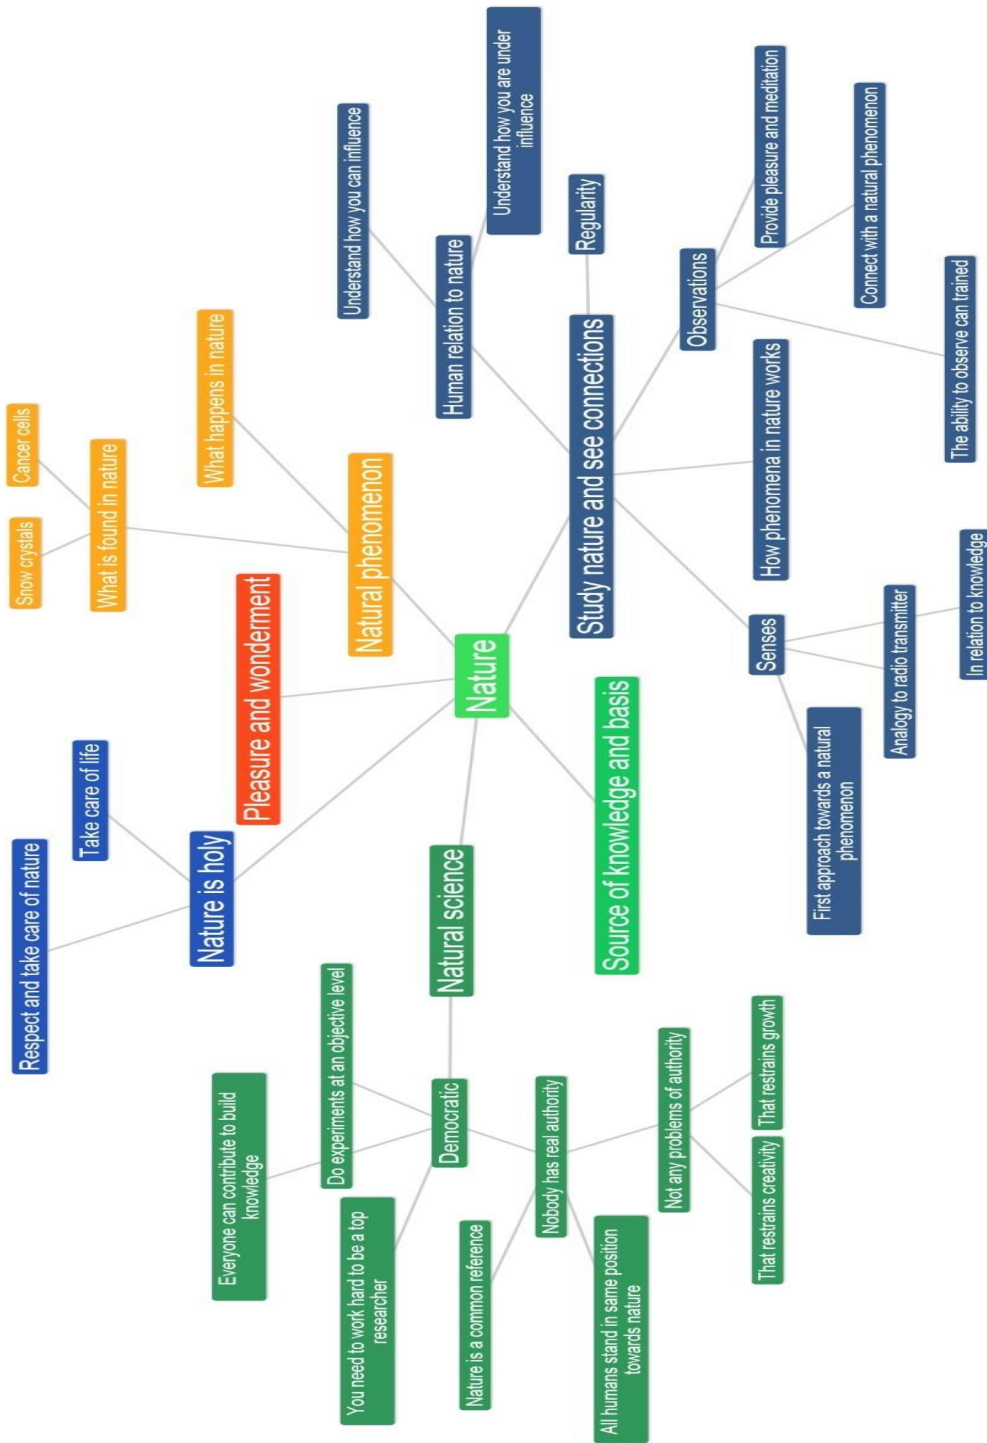 Respect and take care of nature
Take care of life
Nature is holy
Snow crystals
Cancer cells
What is found in nature
What happens in nature
Pleasure and wonderment
Natural phenomenon
Everyone can contribute to build
knowledge
Do experiments at an objective level
You need to work hard to be a top
researcher
Democratic
Natural science
Nature
Understand how you can influence
Human relation to nature
Understand how you are under
influence
Nature is a common reference
Nobody has real authority
All humans stand in same position
towards nature
Source of knowledge and basis
Study nature and see connections
Regularity
Not any problems of authority
That restrains creativity
That restrains growth
Observations
Provide pleasure and meditation
Connect with a natural phenomenon
The ability to observe can trained
How phenomena in nature works
Senses
First approach towards a natural
phenomenon
Analogy to radio transmitter
In relation to knowledge